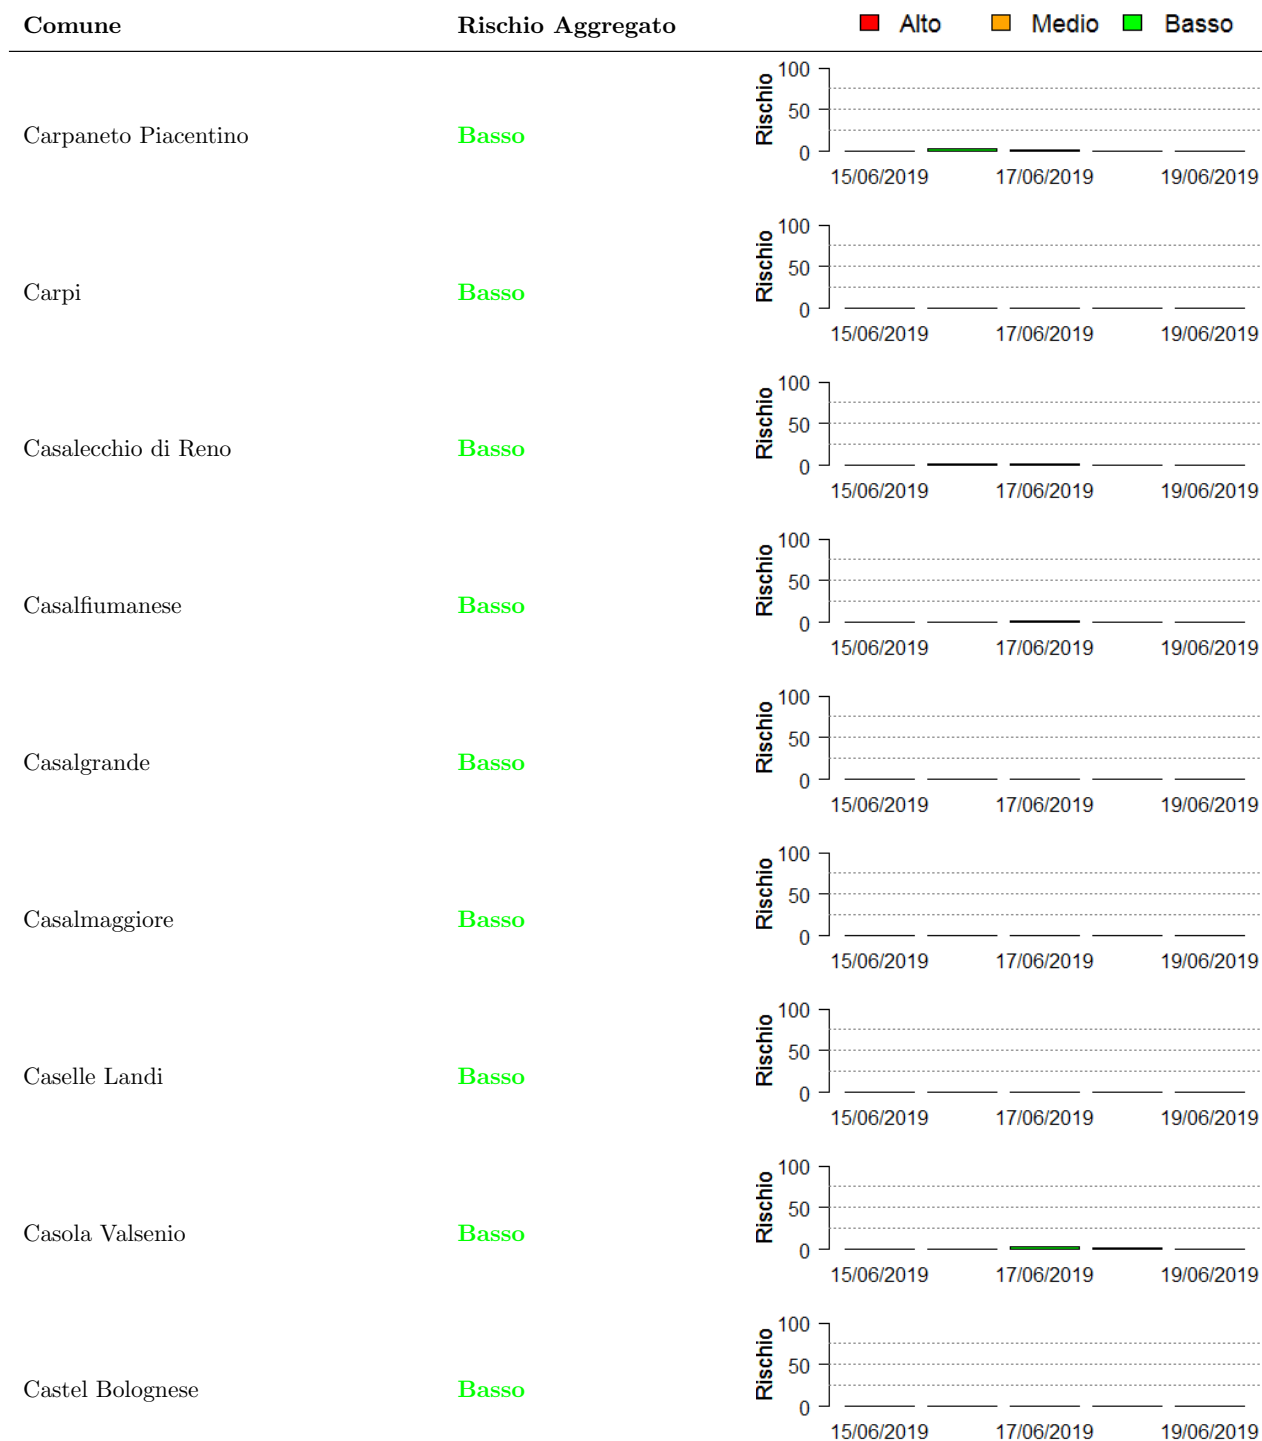 Comune Rischio Aggregato Alto Medio Basso
100
Rischio
50
Carpaneto Piacentino Basso
0
15/06/2019 17/06/2019 19/06/2019
100
Rischio
50
Carpi Basso
0
15/06/2019 17/06/2019 19/06/2019
100
Rischio
50
Casalecchio di Reno Basso
0
15/06/2019 17/06/2019 19/06/2019
100
Rischio
50
Casalfiumanese Basso
0
15/06/2019 17/06/2019 19/06/2019
100
Rischio
50
Casalgrande Basso
0
15/06/2019 17/06/2019 19/06/2019
100
Rischio
50
Casalmaggiore Basso
0
15/06/2019 17/06/2019 19/06/2019
100
Rischio
50
Caselle Landi Basso
0
15/06/2019 17/06/2019 19/06/2019
100
Rischio
50
Casola Valsenio Basso
0
15/06/2019 17/06/2019 19/06/2019
100
Rischio
50
Castel Bolognese Basso
0
15/06/2019 17/06/2019 19/06/2019